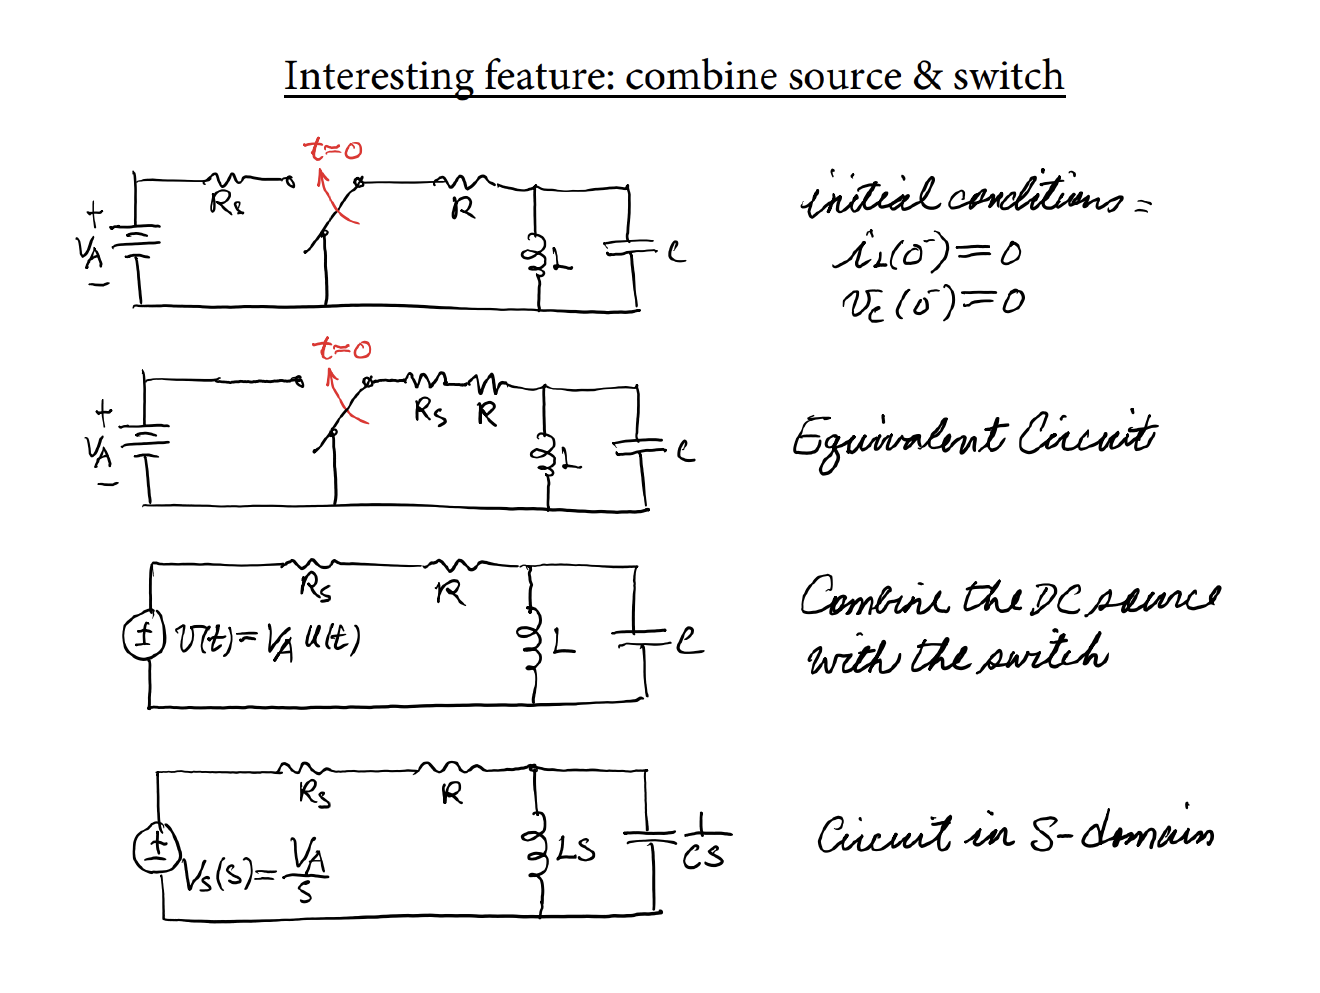 Interesting feature: combine source & switch
t=0
Rs
R
+
VA
−
L
C
initial conditions =
iL(0⁻)=0
vc(0⁻)=0
t=0
+
VA
−
Rs R
L
C
Equivalent Circuit
Rs
R
±
v(t)=VA u(t)
L
C
Combine the DC source
with the switch
Rs
R
±
Vs(s)=VA/s
LS
1/CS
Circuit in S-domain